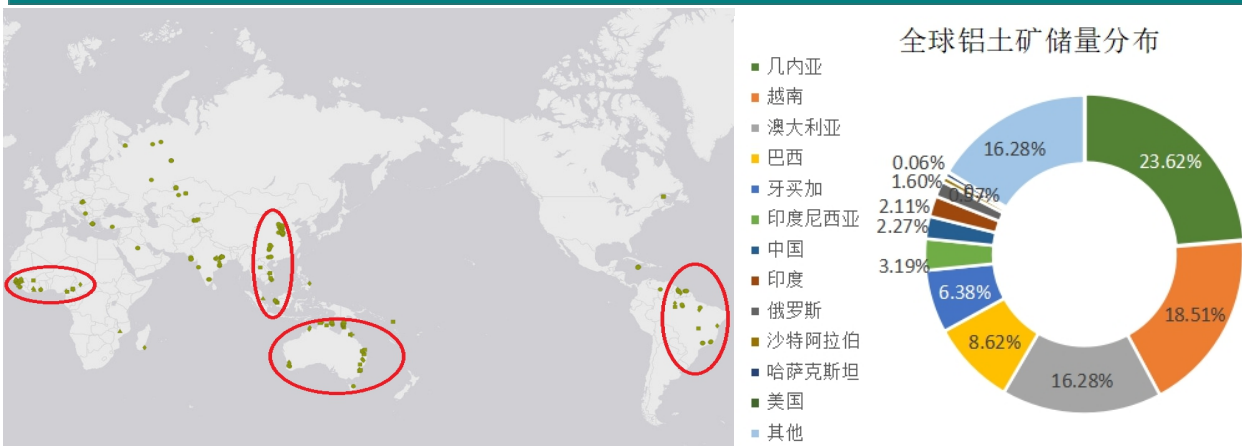 全球铝土矿储量分布
几内亚
越南
澳大利亚
巴西
牙买加
印度尼西亚
中国
印度
俄罗斯
沙特阿拉伯
哈萨克斯坦
美国
其他
23.62%
18.51%
16.28%
8.62%
6.38%
3.19%
2.27%
2.11%
1.60%
0.06%
16.28%